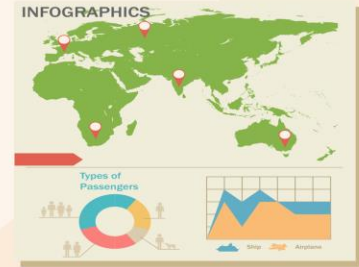 INFOGRAPHICS
Types of
Passengers
Ship
Airplane